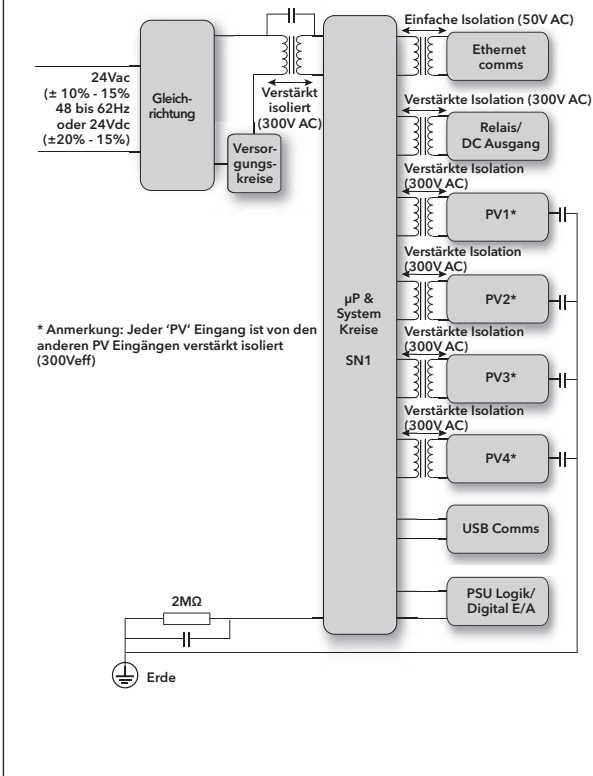 24Vac
(± 10% - 15%
48 bis 62Hz
oder 24Vdc
(±20% - 15%)
Gleich-
richtung
Verstärkt
isoliert
(300V AC)
Versor-
gungs-
kreise
µP &
System
Kreise
SN1
Einfache Isolation (50V AC)
Ethernet
comms
Verstärkte Isolation (300V AC)
Relais/
DC Ausgang
Verstärkte Isolation
(300V AC)
PV1*
Verstärkte Isolation
(300V AC)
PV2*
Verstärkte Isolation
(300V AC)
PV3*
Verstärkte Isolation
(300V AC)
PV4*
USB Comms
PSU Logik/
Digital E/A
* Anmerkung: Jeder ‘PV’ Eingang ist von den
anderen PV Eingängen verstärkt isoliert
(300Veff)
2MΩ
Erde